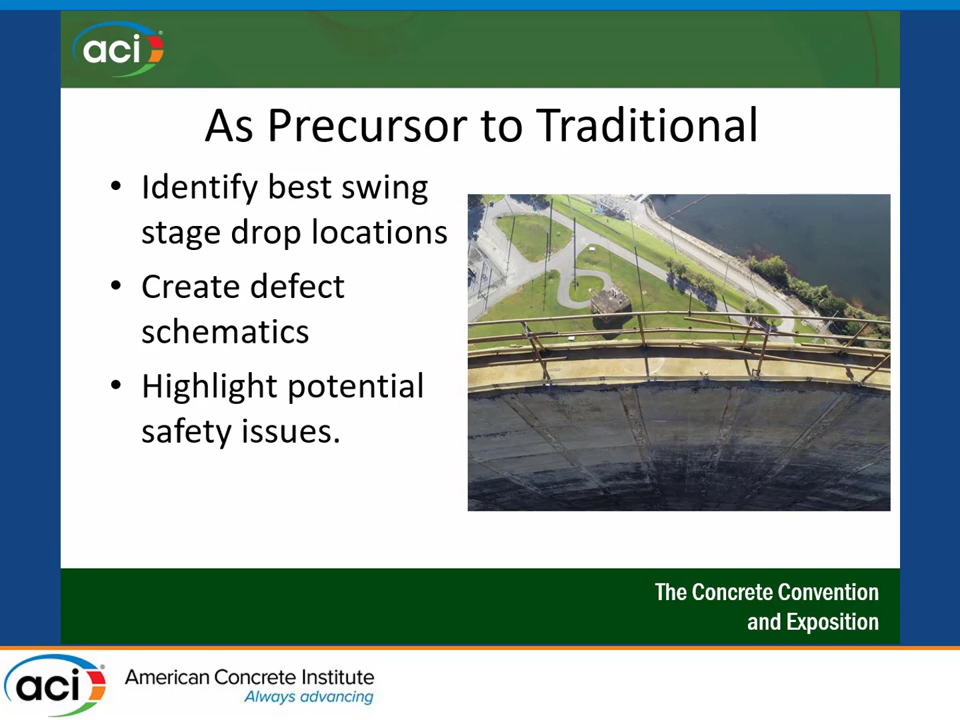 aci
As Precursor to Traditional
• Identify best swing
stage drop locations
• Create defect
schematics
• Highlight potential
safety issues.
The Concrete Convention
and Exposition
aci
American Concrete Institute
Always advancing